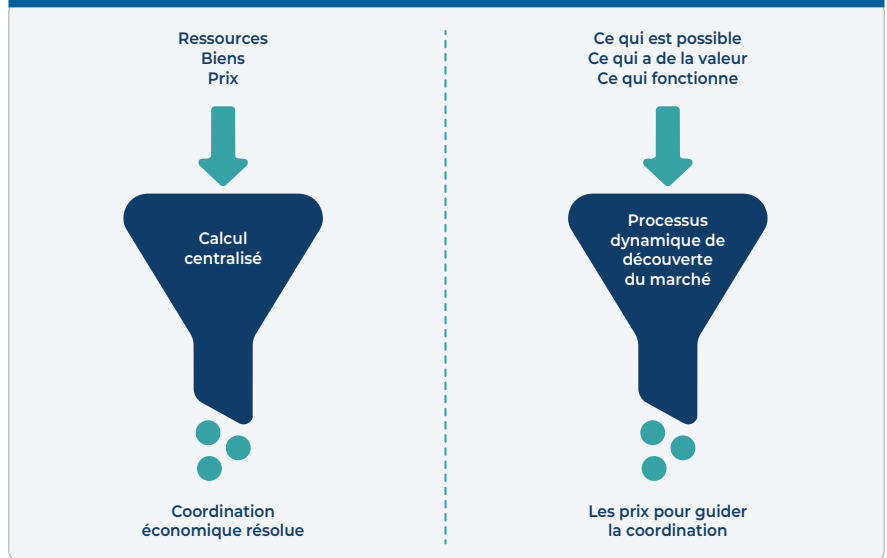 Ressources
Biens
Prix
Calcul
centralisé
Coordination
économique résolue
Ce qui est possible
Ce qui a de la valeur
Ce qui fonctionne
Processus
dynamique de
découverte
du marché
Les prix pour guider
la coordination